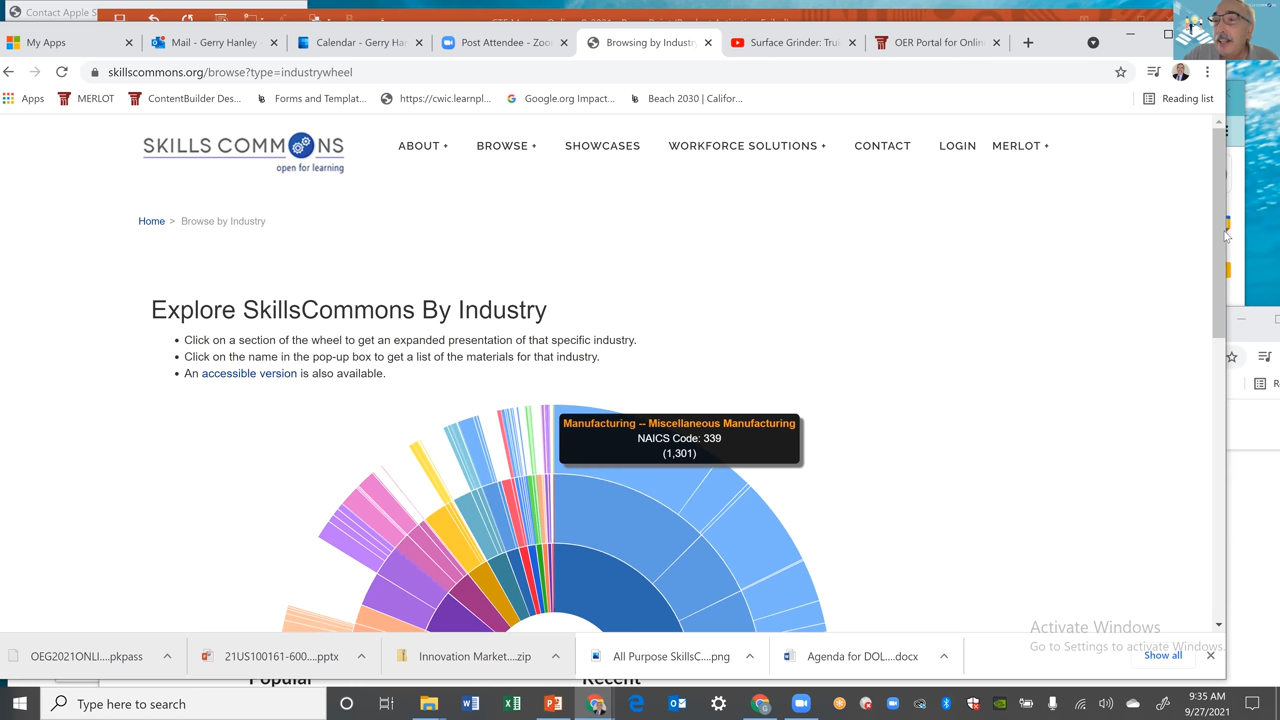 Contact Apple S
My Apps
Mail - Gerry Hanley
Calendar - Gerry Han
Post Attendee - Zoo
Browsing by Industry
Surface Grinder: Trui
OER Portal for Onlin
skillscommons.org/browse?type=industrywheel
Apps
MERLOT
ContentBuilder Des...
Forms and Templat...
https://cwic.learnpl...
Google.org Impact...
Beach 2030 | Califor...
Reading list
SKILLS COMMONS
open for learning
ABOUT +
BROWSE +
SHOWCASES
WORKFORCE SOLUTIONS +
CONTACT
LOGIN
MERLOT +
Home > Browse by Industry
Explore SkillsCommons By Industry
• Click on a section of the wheel to get an expanded presentation of that specific industry.
• Click on the name in the pop-up box to get a list of the materials for that industry.
• An accessible version is also available.
Manufacturing -- Miscellaneous Manufacturing
NAICS Code: 339
(1,301)
Activate Windows
Go to Settings to activate Windows.
OEG2021ONLI....pkpass
21US100161-600....pptx
Innovation Market....zip
All Purpose SkillsC....png
Agenda for DOL....docx
Show all
Popular
Recent
Type here to search
9:35 AM
9/27/2021